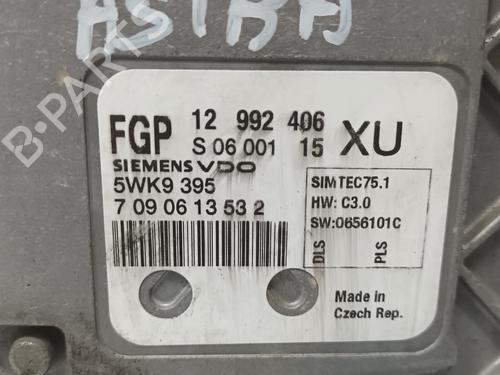 ASTRA
FGP 12 992 406 XU
S 06 001 15
SIEMENS VDO
5WK9 395
7 09 06 13 53 2
SIMTEC75.1
HW: C3.0
SW:0656101C
DLS
PLS
Made in
Czech Rep.
B-PARTS